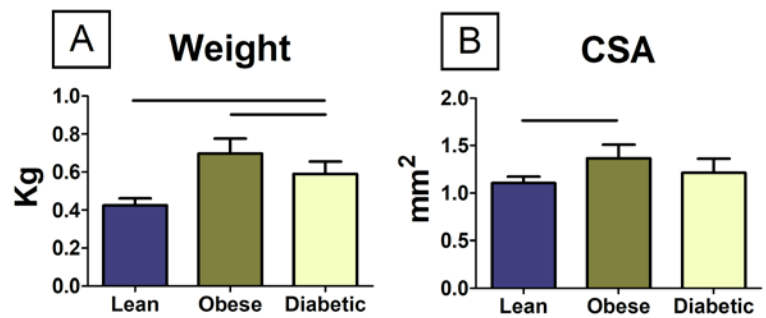 A
Weight
Kg
1.0
0.8
0.6
0.4
0.2
0.0
Lean Obese Diabetic
B
CSA
mm²
2.0
1.5
1.0
0.5
0.0
Lean Obese Diabetic